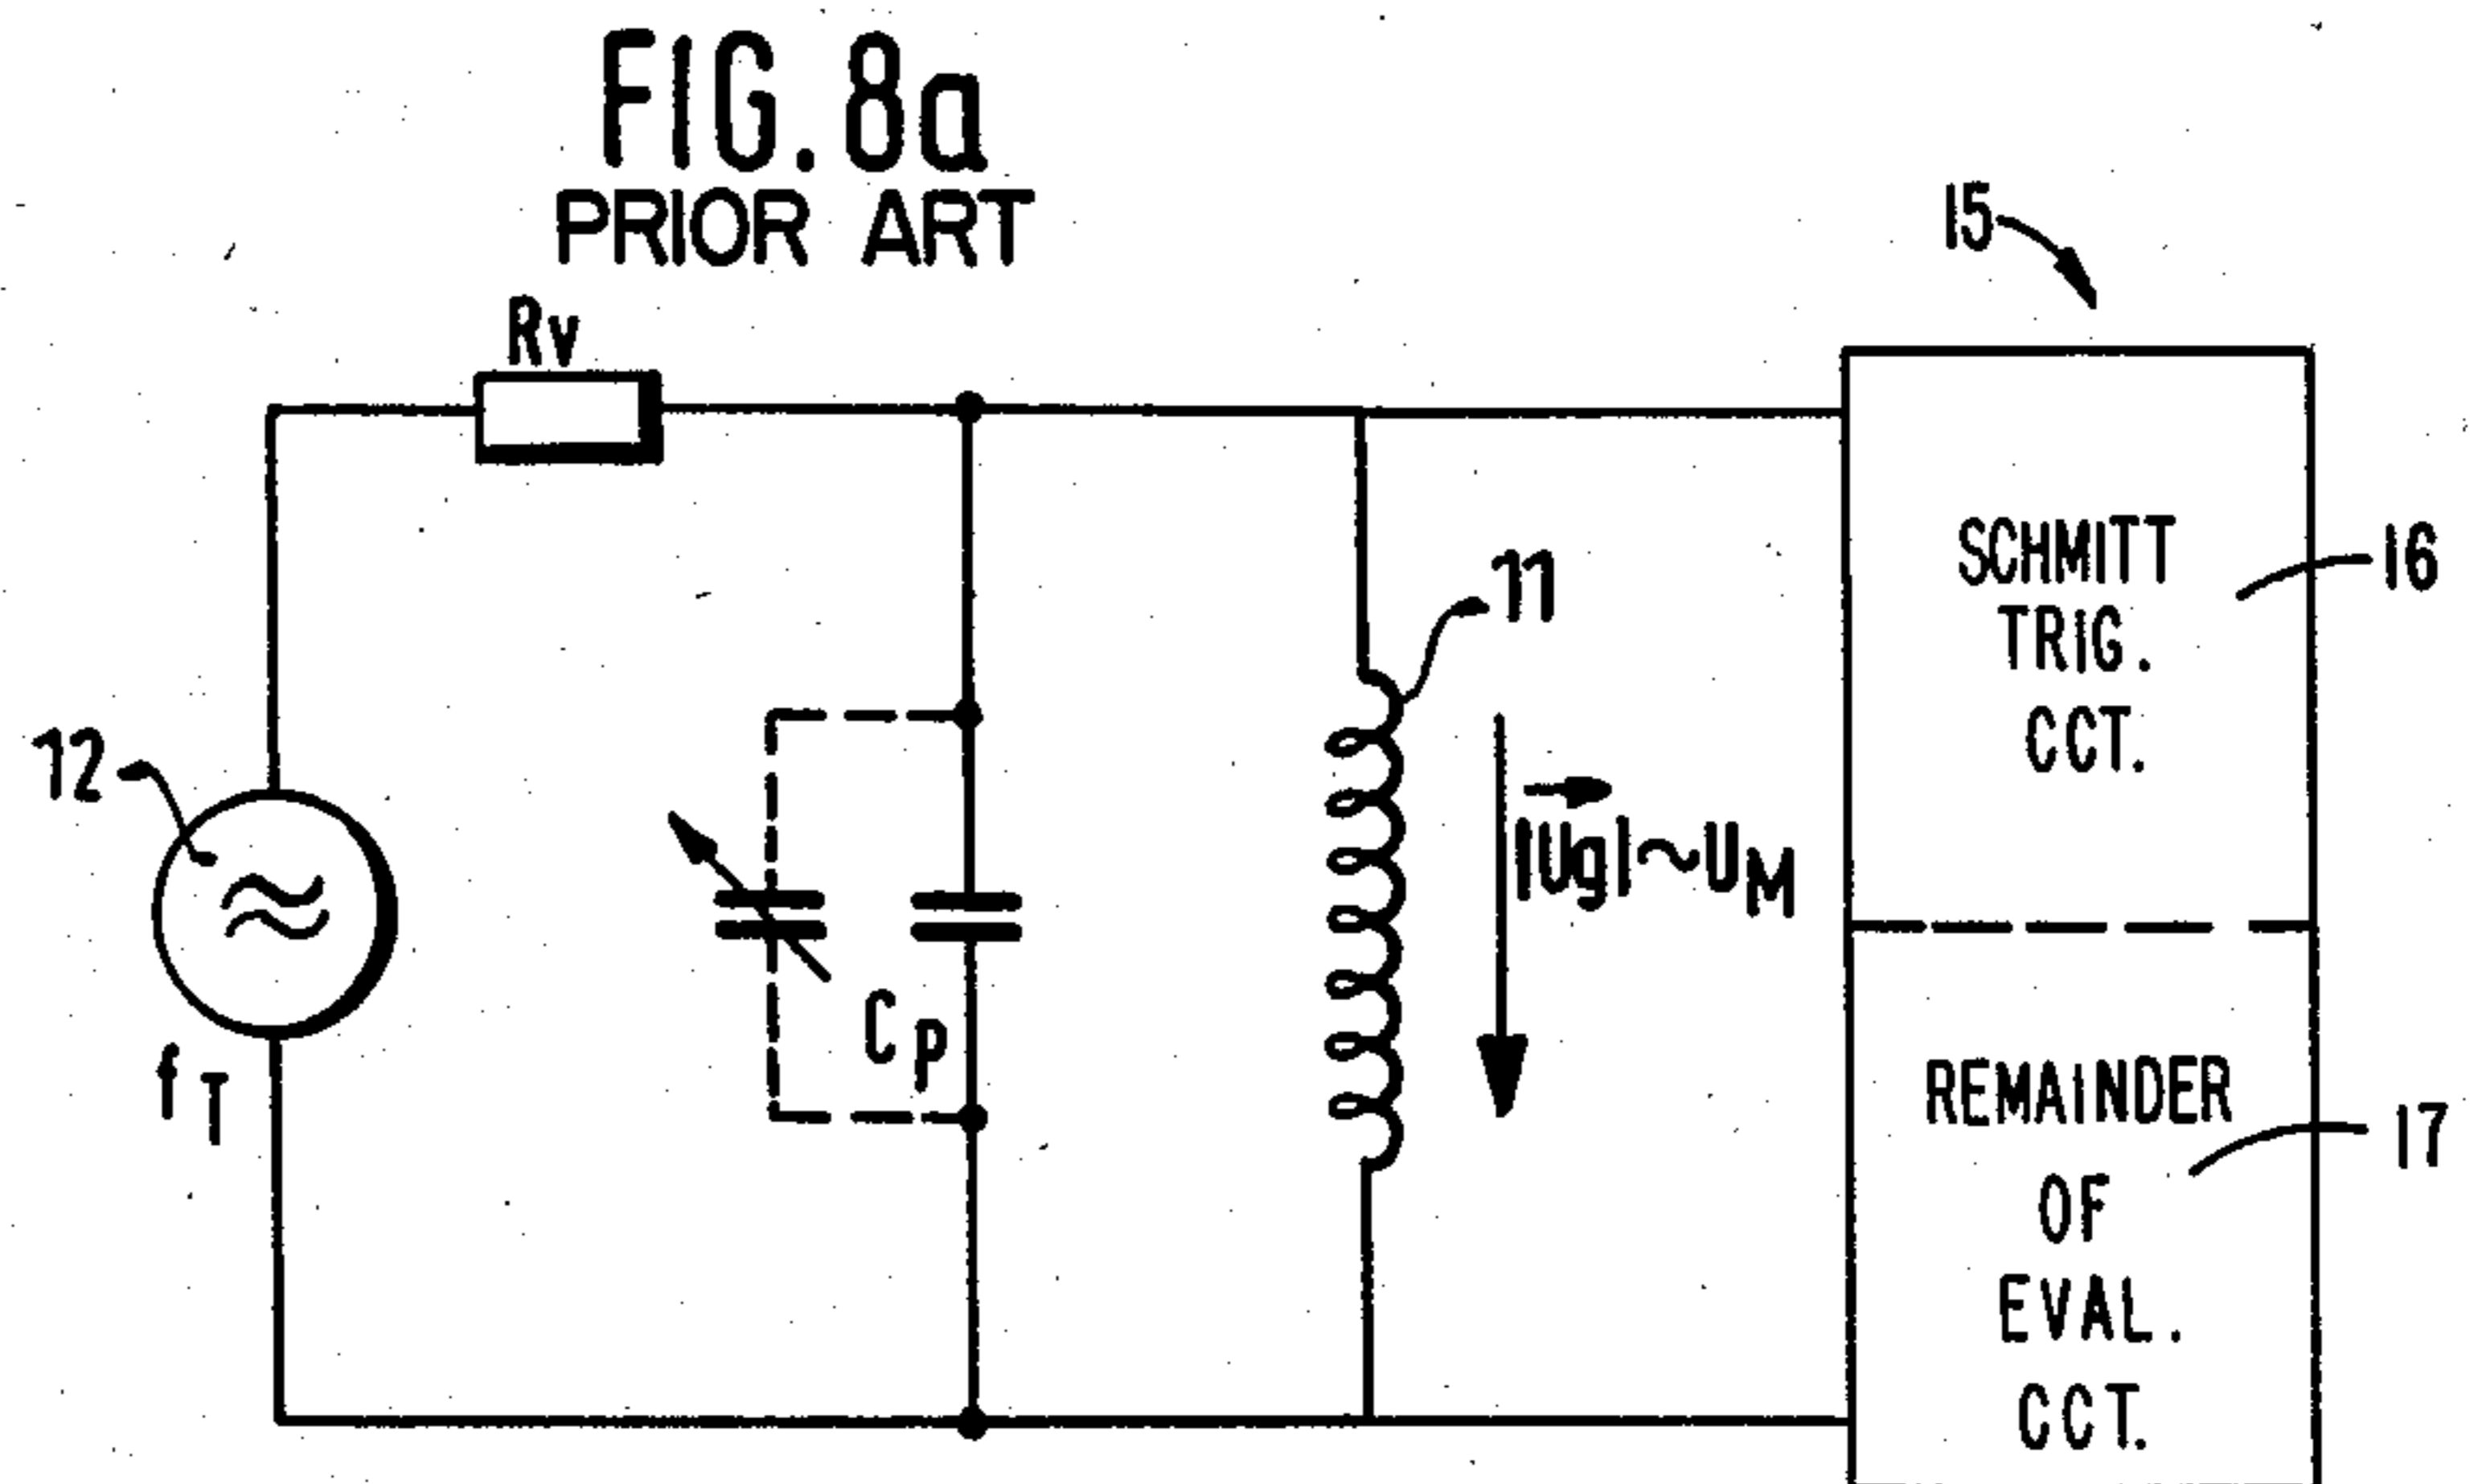 FIG. 8a
PRIOR ART
15
Rv
SCHMITT
TRIG.
CCT.
16
11
12
|Ug|~UM
CP
fT
REMAINDER
OF
EVAL.
CCT.
17